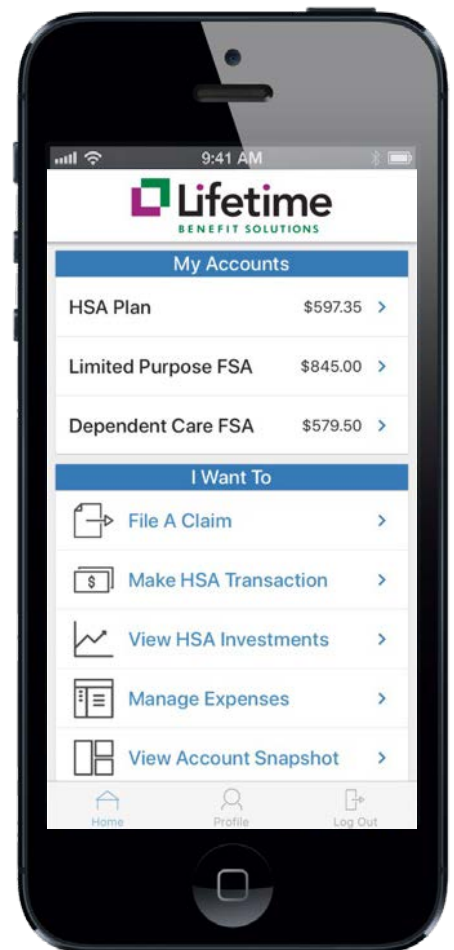 9:41 AM
Lifetime
BENEFIT SOLUTIONS
My Accounts
HSA Plan $597.35 >
Limited Purpose FSA $845.00 >
Dependent Care FSA $579.50 >
I Want To
File A Claim >
$ Make HSA Transaction >
View HSA Investments >
Manage Expenses >
View Account Snapshot >
Home Profile Log Out